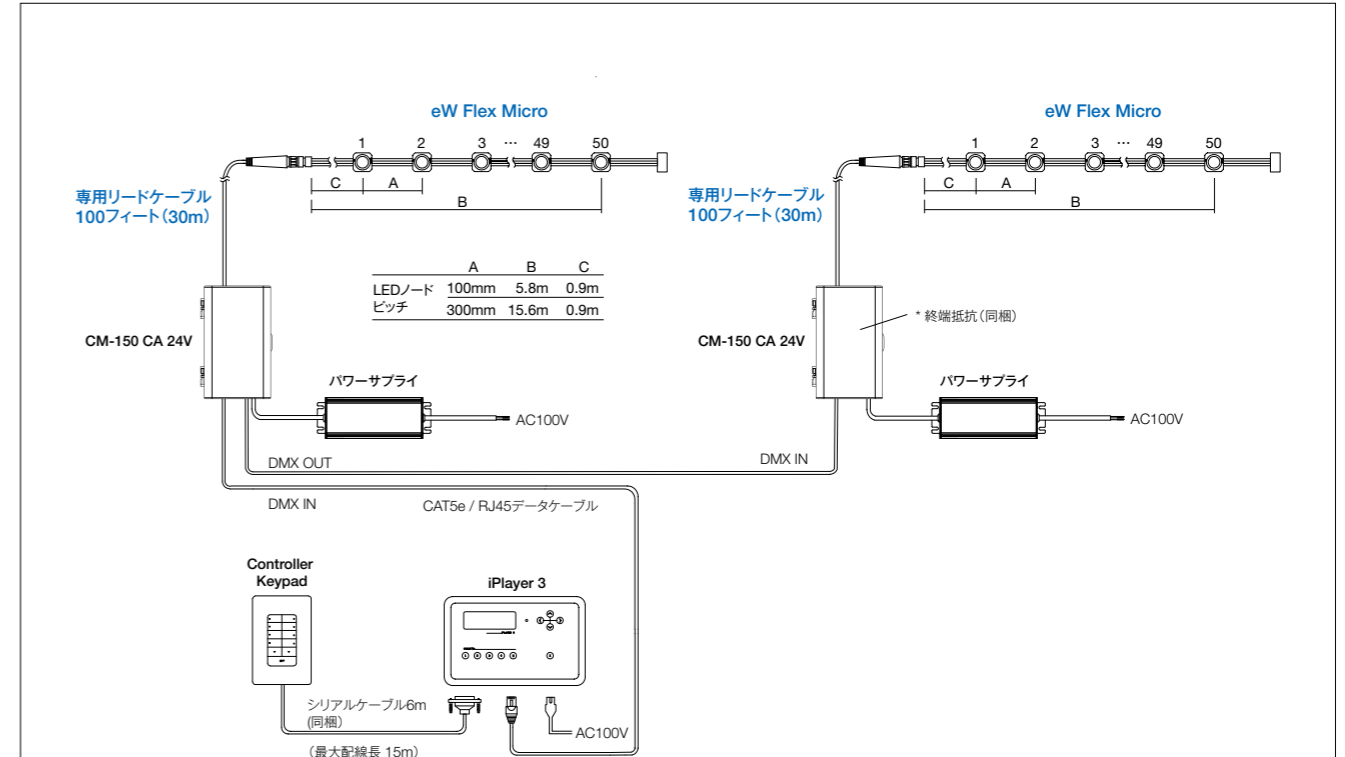 eW Flex Micro
1 2 3 … 49 50
C A
B
専用リードケーブル
100フィート（30m）
A B C
LEDノード 100mm 5.8m 0.9m
ピッチ 300mm 15.6m 0.9m
CM-150 CA 24V
パワーサプライ
AC100V
eW Flex Micro
1 2 3 … 49 50
C A
B
専用リードケーブル
100フィート（30m）
* 終端抵抗（同梱）
CM-150 CA 24V
パワーサプライ
AC100V
DMX OUT
DMX IN
DMX IN
CAT5e / RJ45データケーブル
Controller
Keypad
iPlayer 3
シリアルケーブル6m
(同梱）
（最大配線長 15m）
AC100V